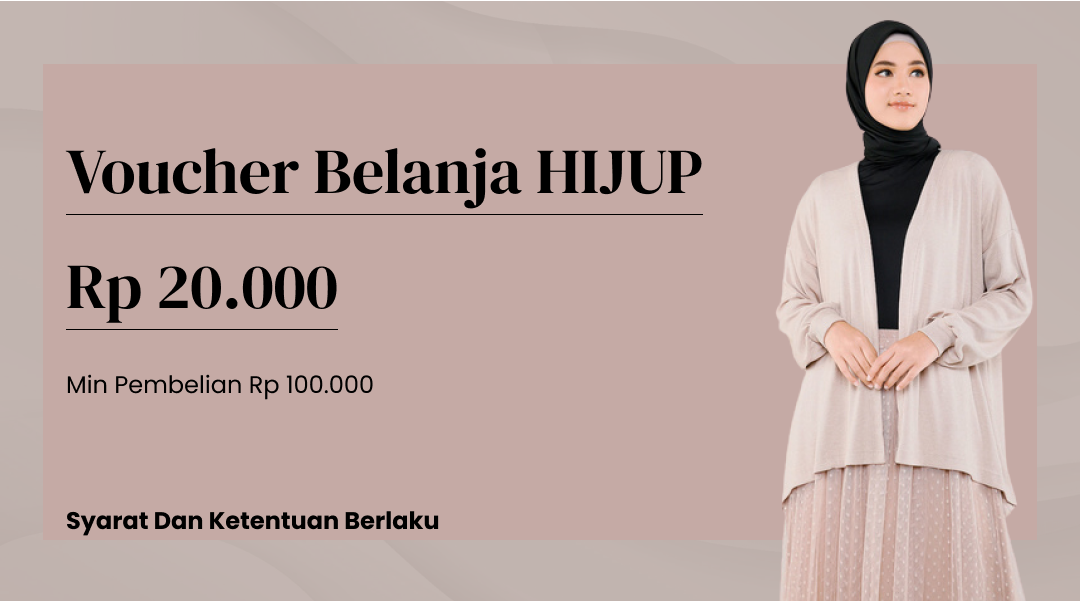 Voucher Belanja HIJUP
Rp 20.000
Min Pembelian Rp 100.000
Syarat Dan Ketentuan Berlaku